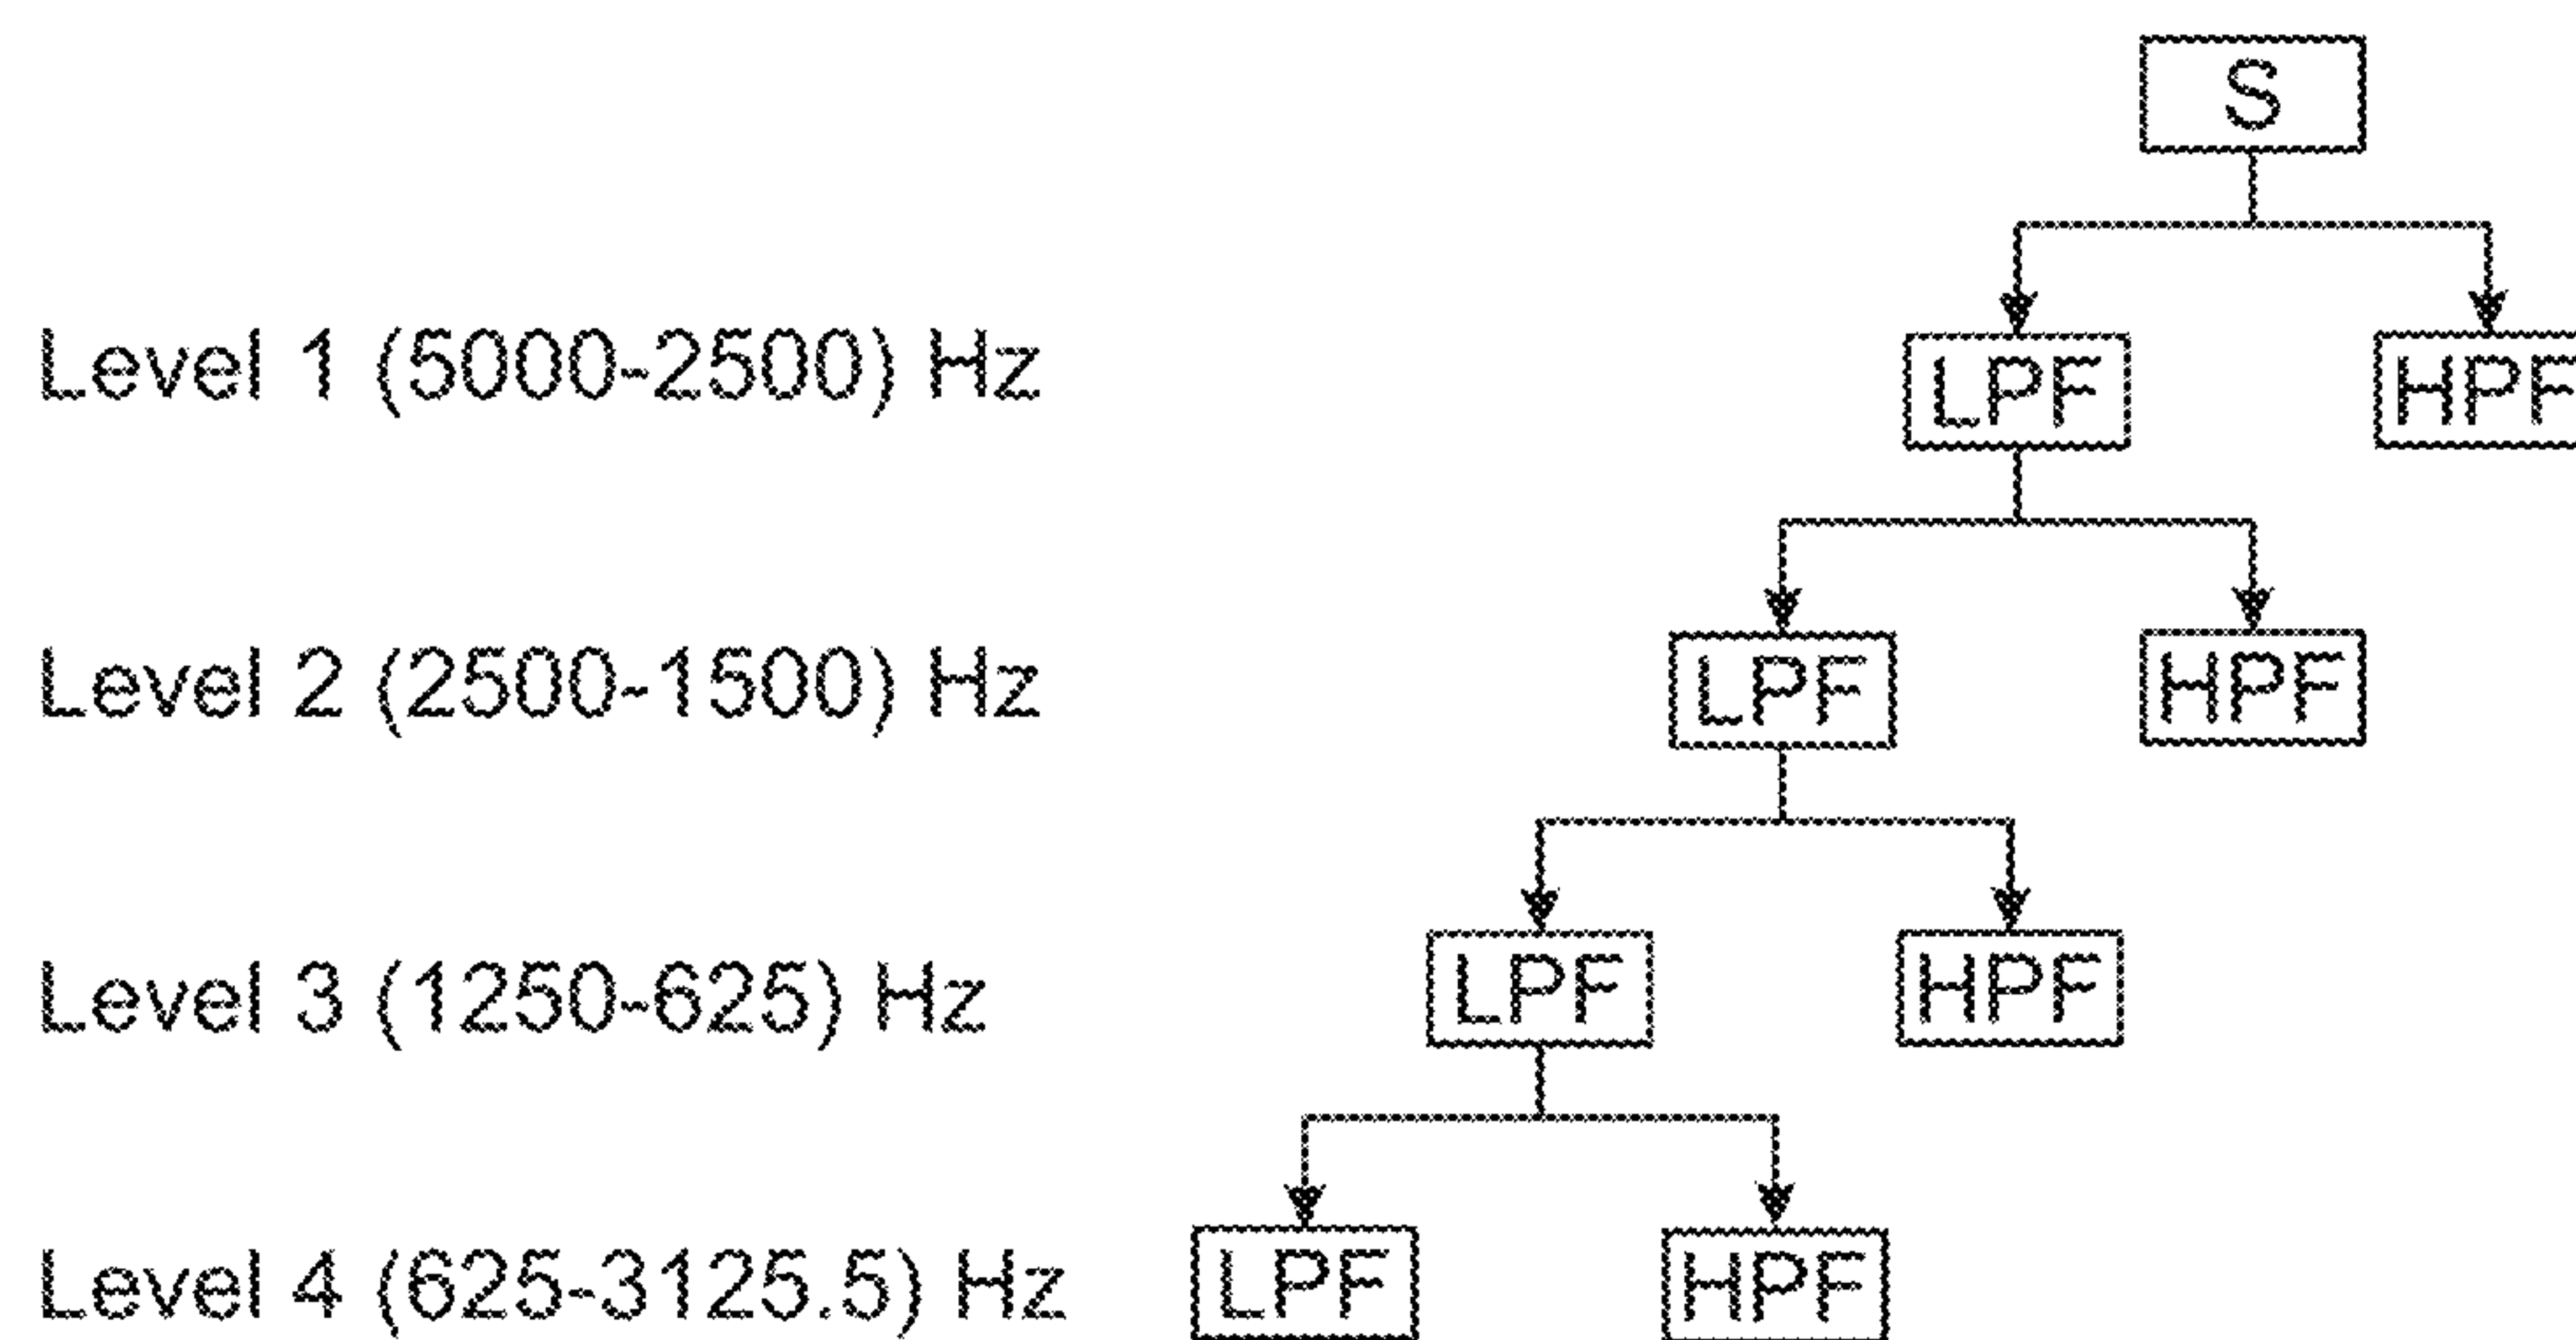 S
Level 1 (5000-2500) Hz LPF HPF
Level 2 (2500-1500) Hz LPF HPF
Level 3 (1250-625) Hz LPF HPF
Level 4 (625-3125.5) Hz LPF HPF